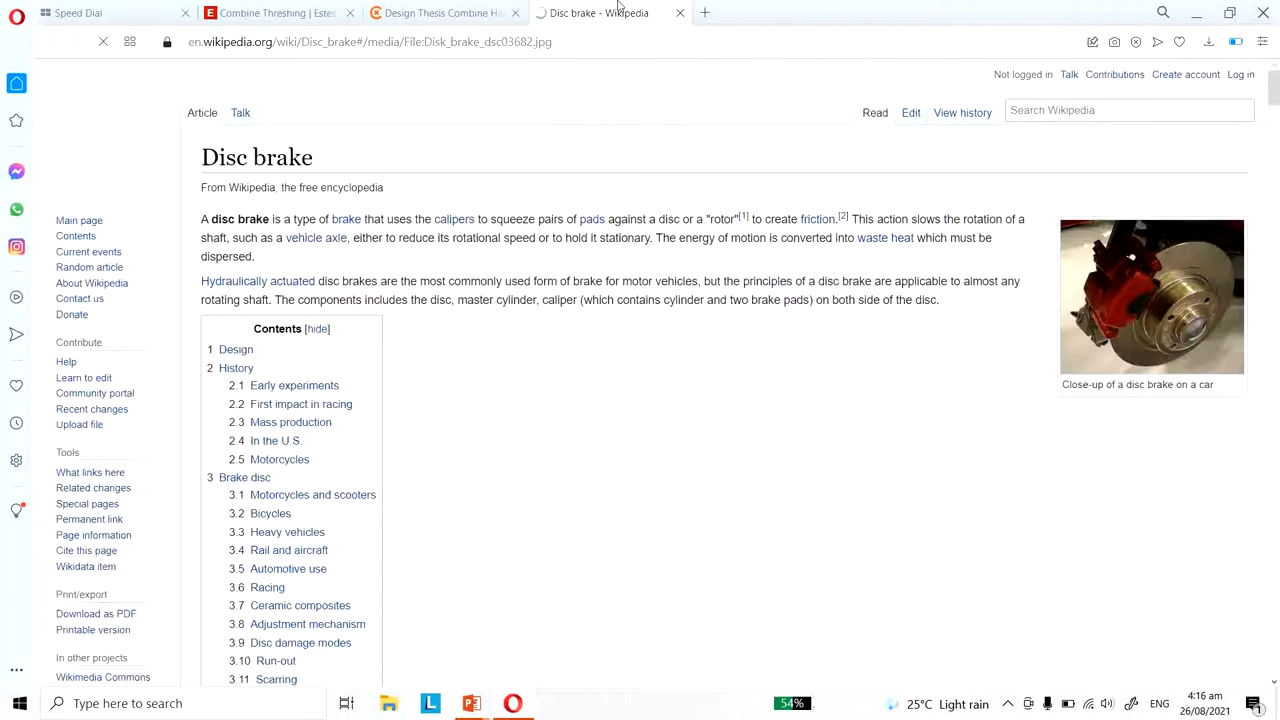 Speed Dial
Combine Threshing | Estes
Design Thesis Combine Ha
Disc brake - Wikipedia
en.wikipedia.org/wiki/Disc_brake#/media/File:Disk_brake_dsc03682.jpg
Not logged in Talk Contributions Create account Log in
Article Talk
Read Edit View history
Search Wikipedia
Disc brake
From Wikipedia, the free encyclopedia
A disc brake is a type of brake that uses the calipers to squeeze pairs of pads against a disc or a "rotor"[1] to create friction.[2] This action slows the rotation of a
shaft, such as a vehicle axle, either to reduce its rotational speed or to hold it stationary. The energy of motion is converted into waste heat which must be
dispersed.
Hydraulically actuated disc brakes are the most commonly used form of brake for motor vehicles, but the principles of a disc brake are applicable to almost any
rotating shaft. The components includes the disc, master cylinder, caliper (which contains cylinder and two brake pads) on both side of the disc.
Close-up of a disc brake on a car
Contents [hide]
1 Design
2 History
2.1 Early experiments
2.2 First impact in racing
2.3 Mass production
2.4 In the U.S.
2.5 Motorcycles
3 Brake disc
3.1 Motorcycles and scooters
3.2 Bicycles
3.3 Heavy vehicles
3.4 Rail and aircraft
3.5 Automotive use
3.6 Racing
3.7 Ceramic composites
3.8 Adjustment mechanism
3.9 Disc damage modes
3.10 Run-out
3.11 Scarring
Main page
Contents
Current events
Random article
About Wikipedia
Contact us
Donate
Contribute
Help
Learn to edit
Community portal
Recent changes
Upload file
Tools
What links here
Related changes
Special pages
Permanent link
Page information
Cite this page
Wikidata item
Print/export
Download as PDF
Printable version
In other projects
Wikimedia Commons
Type here to search
54%
25°C Light rain
ENG
4:16 am
26/08/2021
1